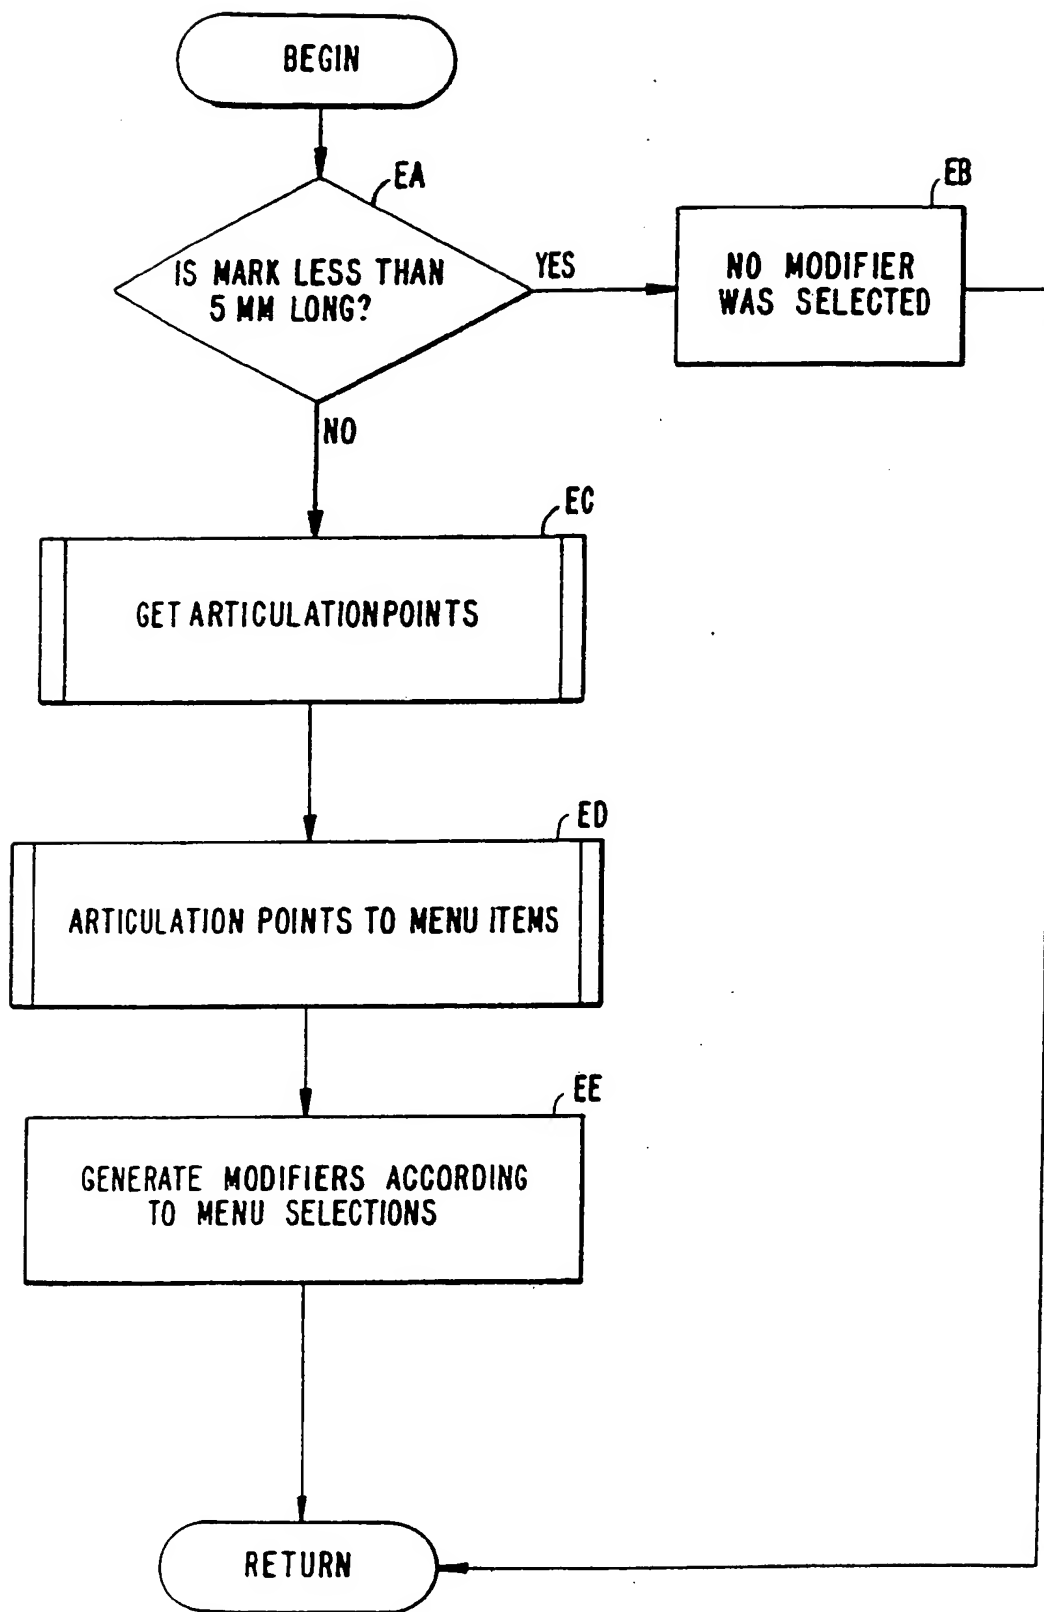 BEGIN
EA
IS MARK LESS THAN
5 MM LONG?
YES
EB
NO MODIFIER
WAS SELECTED
NO
EC
GET ARTICULATION POINTS
ED
ARTICULATION POINTS TO MENU ITEMS
EE
GENERATE MODIFIERS ACCORDING
TO MENU SELECTIONS
RETURN